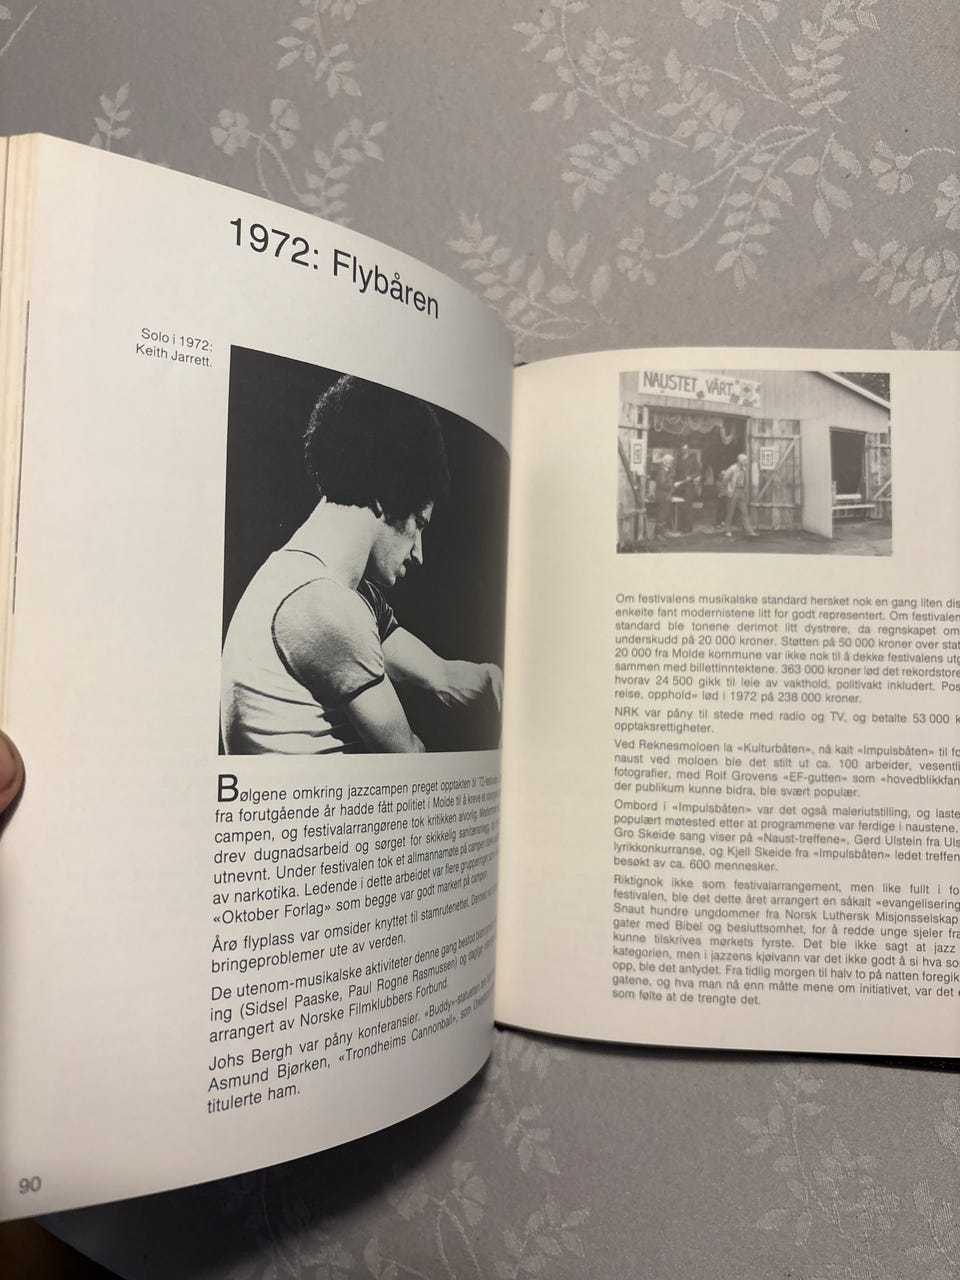 1972: Flybåren
Solo i 1972:
Keith Jarrett.
Bølgene omkring jazzcampen preget opptakten til '72-festivalen.
fra forutgående år hadde fått politiet i Molde til å kreve et
campen, og festivalarrangørene tok kritikken alvorlig.
drev dugnadsarbeid og sørget for skikkelig sanitæranlegg,
utnevnt. Under festivalen tok et allmannamøte på campen
av narkotika. Ledende i dette arbeidet var flere grupperinger
«Oktober Forlag» som begge var godt markert på campen.
Årø flyplass var omsider knyttet til stamrutenettet. Dermed
bringeproblemer ute av verden.
De utenom-musikalske aktiviteter denne gang bestod blant
ing (Sidsel Paaske, Paul Rogne Rasmussen) og daglige
arrangert av Norske Filmklubbers Forbund.
Johs Bergh var påny konferansier. «Buddy»-statuetten ble
Asmund Bjørken, «Trondheims Cannonball», som
titulerte ham.
90
NAUSTET VÅRT
Om festivalens musikalske standard hersket nok en gang liten
enkelte fant modernistene litt for godt representert. Om festivalen
standard ble tonene derimot litt dystrere, da regnskapet om
underskudd på 20 000 kroner. Støtten på 50 000 kroner over
20 000 fra Molde kommune var ikke nok til å dekke festivalens
sammen med billettinntektene. 363 000 kroner lød det
hvorav 24 500 gikk til leie av vakthold, politivakt inkludert.
reise, opphold» lød i 1972 på 238 000 kroner.
NRK var påny til stede med radio og TV, og betalte 53 000
opptaksrettigheter.
Ved Reknesmoloen la «Kulturbåten», nå kalt «Impulsbåten» til
naust ved moloen ble det stilt ut ca. 100 arbeider,
fotografier, med Rolf Grovens «EF-gutten» som
der publikum kunne bidra, ble svært populær.
Ombord i «Impulsbåten» var det også maleriutstilling, og
populært møtested etter at programmene var ferdige i naustene.
Gro Skeide sang viser på «Naust-treffene», Gerd Ulstein fra
lyrikkonkurranse, og Kjell Skeide fra «Impulsbåten» ledet
besøkt av ca. 600 mennesker.
Riktignok ikke som festivalarrangement, men like fullt i
festivalen, ble det dette året arrangert en såkalt
Snaut hundre ungdommer fra Norsk Luthersk Misjonsselskap
gater med Bibel og besluttsomhet, for å redde unge sjeler
kunne tilskrives mørkets fyrste. Det ble ikke sagt at jazz
kategorien, men i jazzens kjølvann var det ikke godt å si hva
opp, ble det antydet. Fra tidlig morgen til halv to på natten
gatene, og hva man nå enn måtte mene om initiativet, var det
som følte at de trengte det.